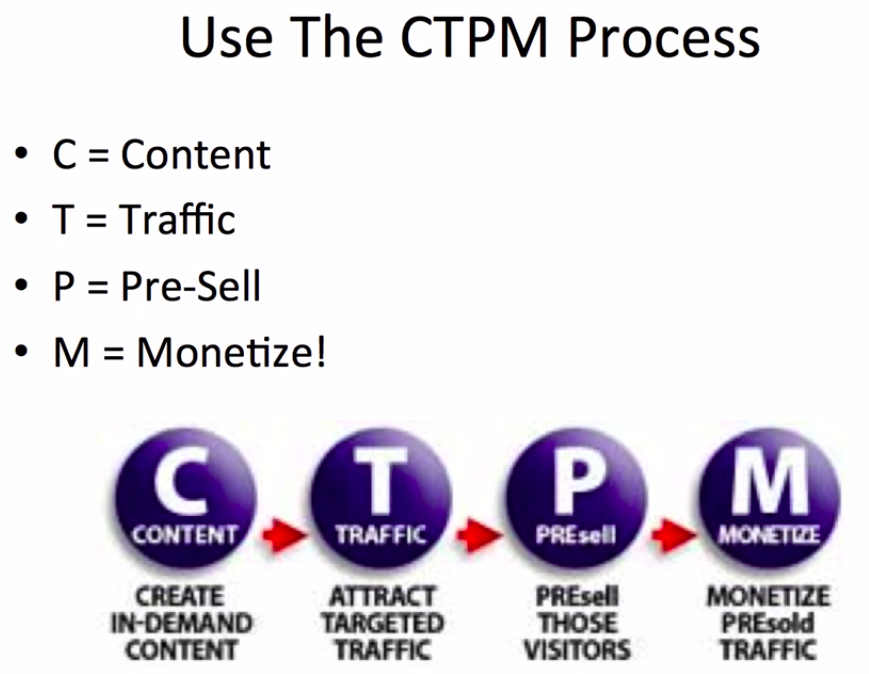 Use The CTPM Process
• C = Content
• T = Traffic
• P = Pre-Sell
• M = Monetize!
C
CONTENT
T
TRAFFIC
P
PREsell
M
MONETIZE
CREATE
IN-DEMAND
CONTENT
ATTRACT
TARGETED
TRAFFIC
PREsell
THOSE
VISITORS
MONETIZE
PREsold
TRAFFIC